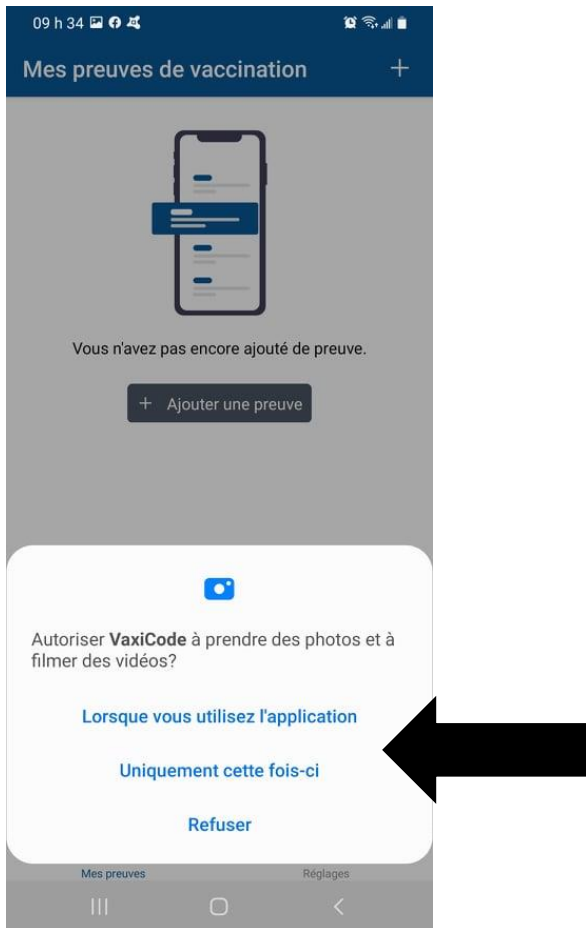 09 h 34
Mes preuves de vaccination
Vous n'avez pas encore ajouté de preuve.
+ Ajouter une preuve
Autoriser VaxiCode à prendre des photos et à
filmer des vidéos?
Lorsque vous utilisez l'application
Uniquement cette fois-ci
Refuser
Mes preuves Réglages